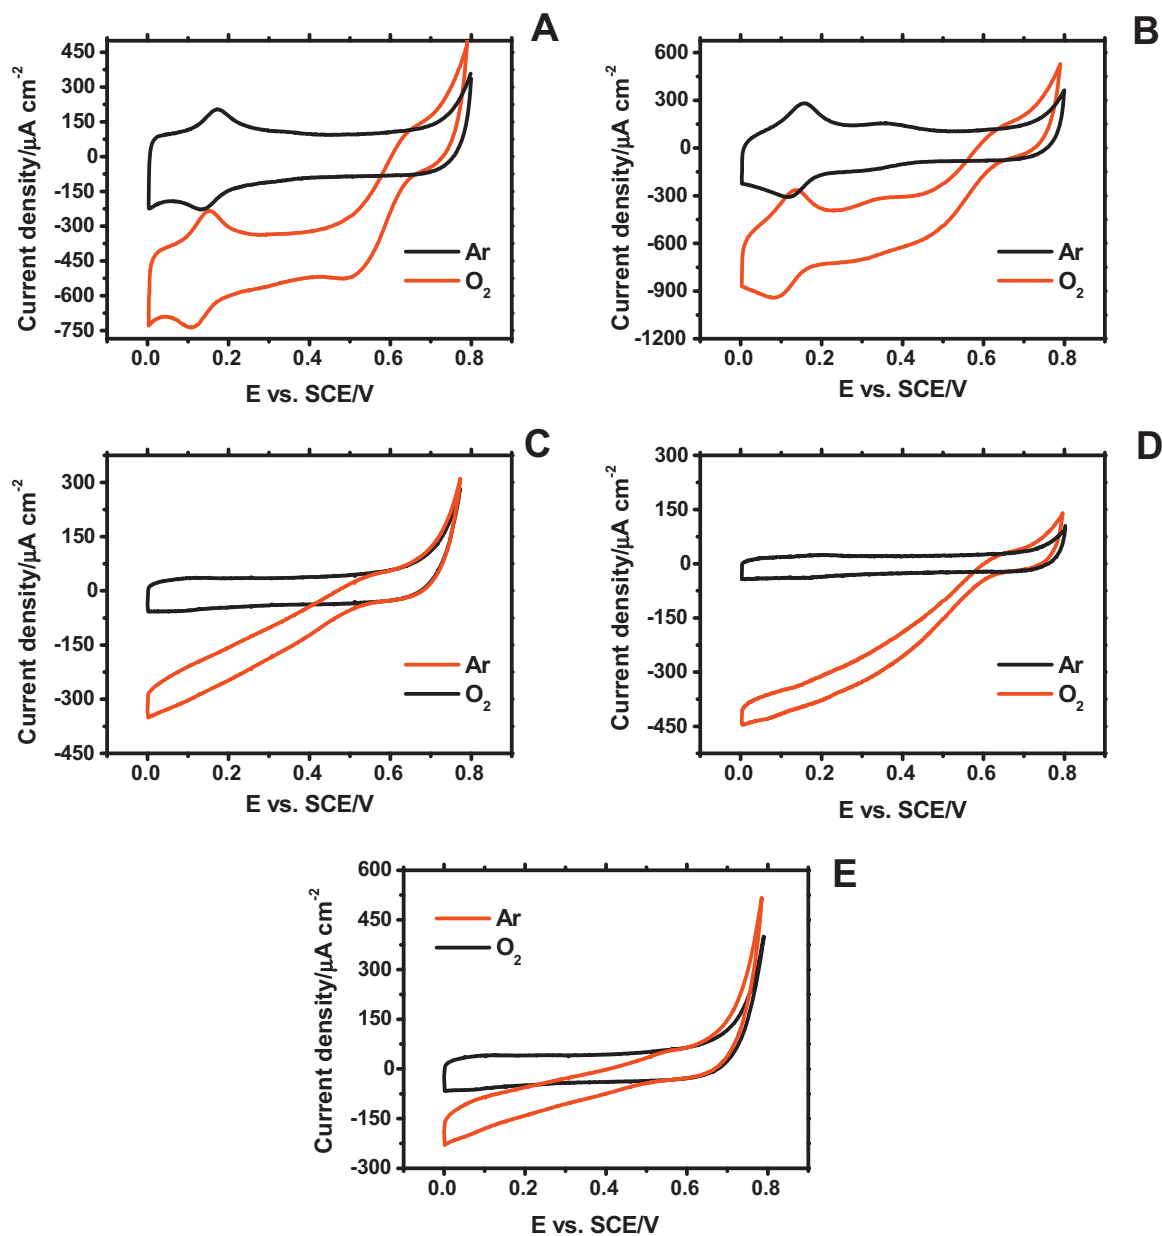 A
Current density/μA cm-2
450
300
150
0
-150
-300
-450
-600
-750
Ar
O2
0.0 0.2 0.4 0.6 0.8
E vs. SCE/V
B
Current density/μA cm-2
600
300
0
-300
-600
-900
-1200
Ar
O2
0.0 0.2 0.4 0.6 0.8
E vs. SCE/V
C
Current density/μA cm-2
300
150
0
-150
-300
-450
Ar
O2
0.0 0.2 0.4 0.6 0.8
E vs. SCE/V
D
Current density/μA cm-2
300
150
0
-150
-300
-450
Ar
O2
0.0 0.2 0.4 0.6 0.8
E vs. SCE/V
E
Current density/μA cm-2
600
450
300
150
0
-150
-300
Ar
O2
0.0 0.2 0.4 0.6 0.8
E vs. SCE/V